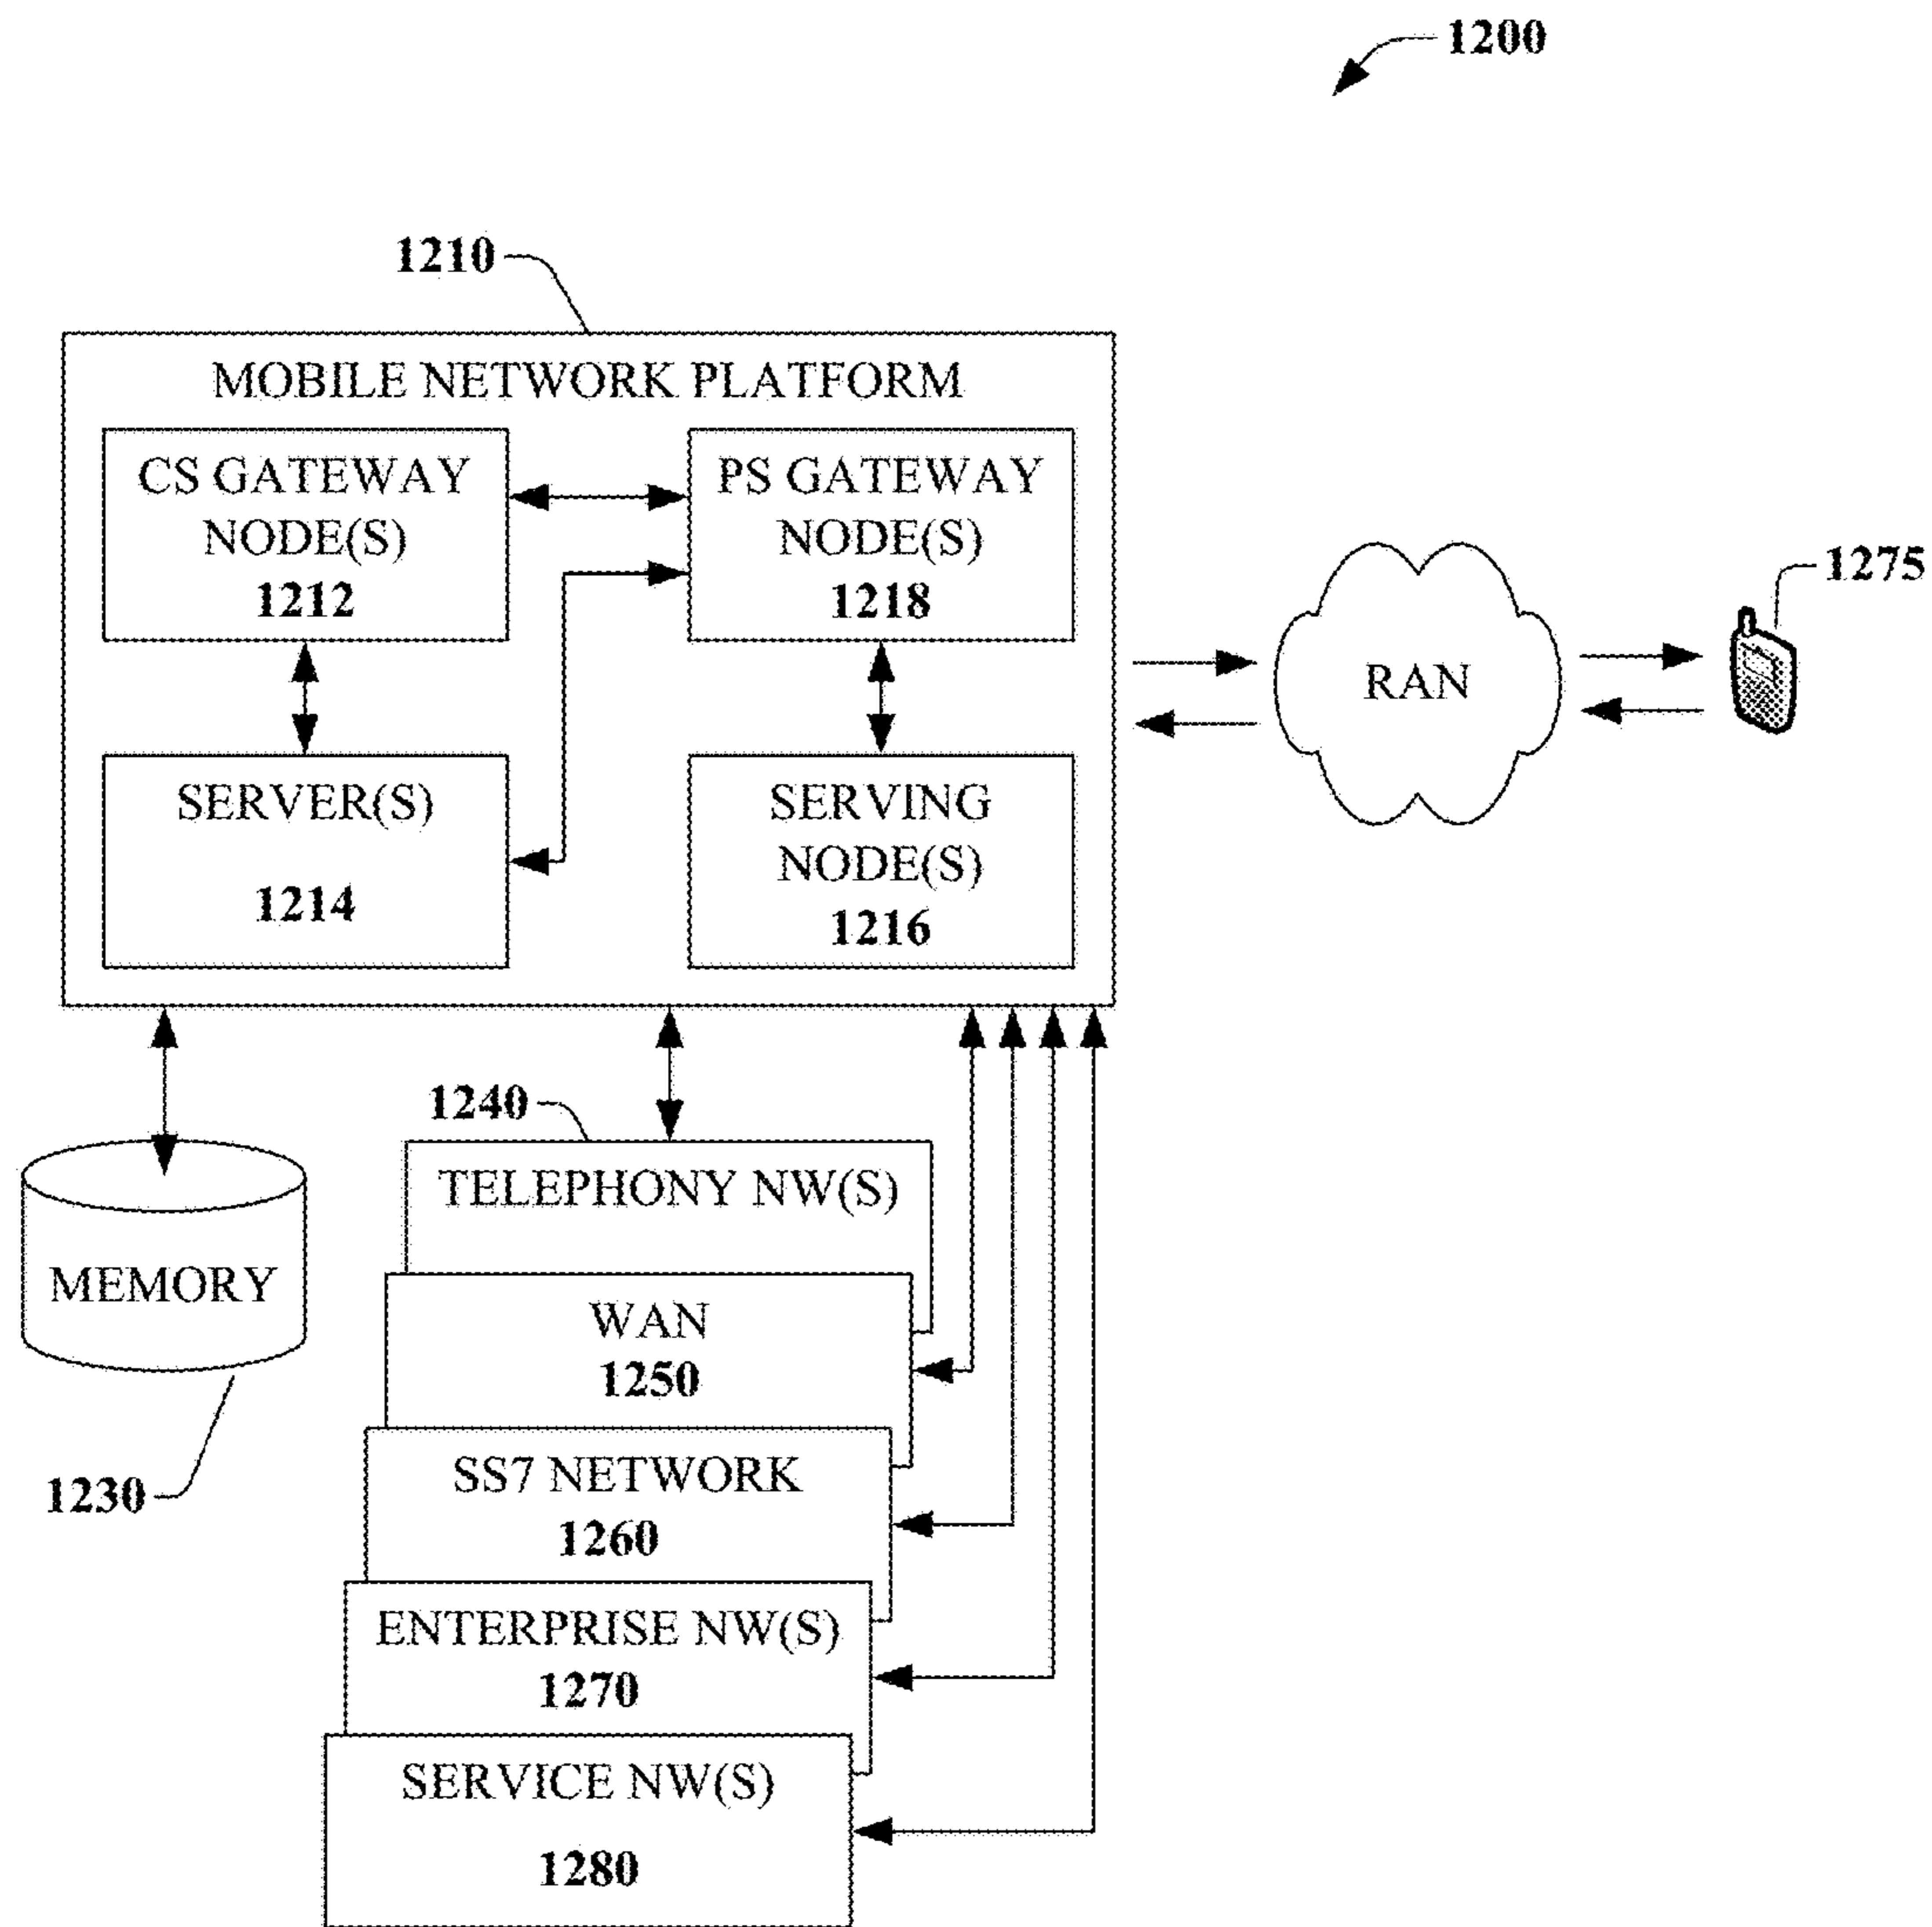 1200
1210
MOBILE NETWORK PLATFORM
CS GATEWAY
NODE(S)
1212
PS GATEWAY
NODE(S)
1218
SERVER(S)
1214
SERVING
NODE(S)
1216
RAN
1275
1240
TELEPHONY NW(S)
MEMORY
1230
WAN
1250
SS7 NETWORK
1260
ENTERPRISE NW(S)
1270
SERVICE NW(S)
1280